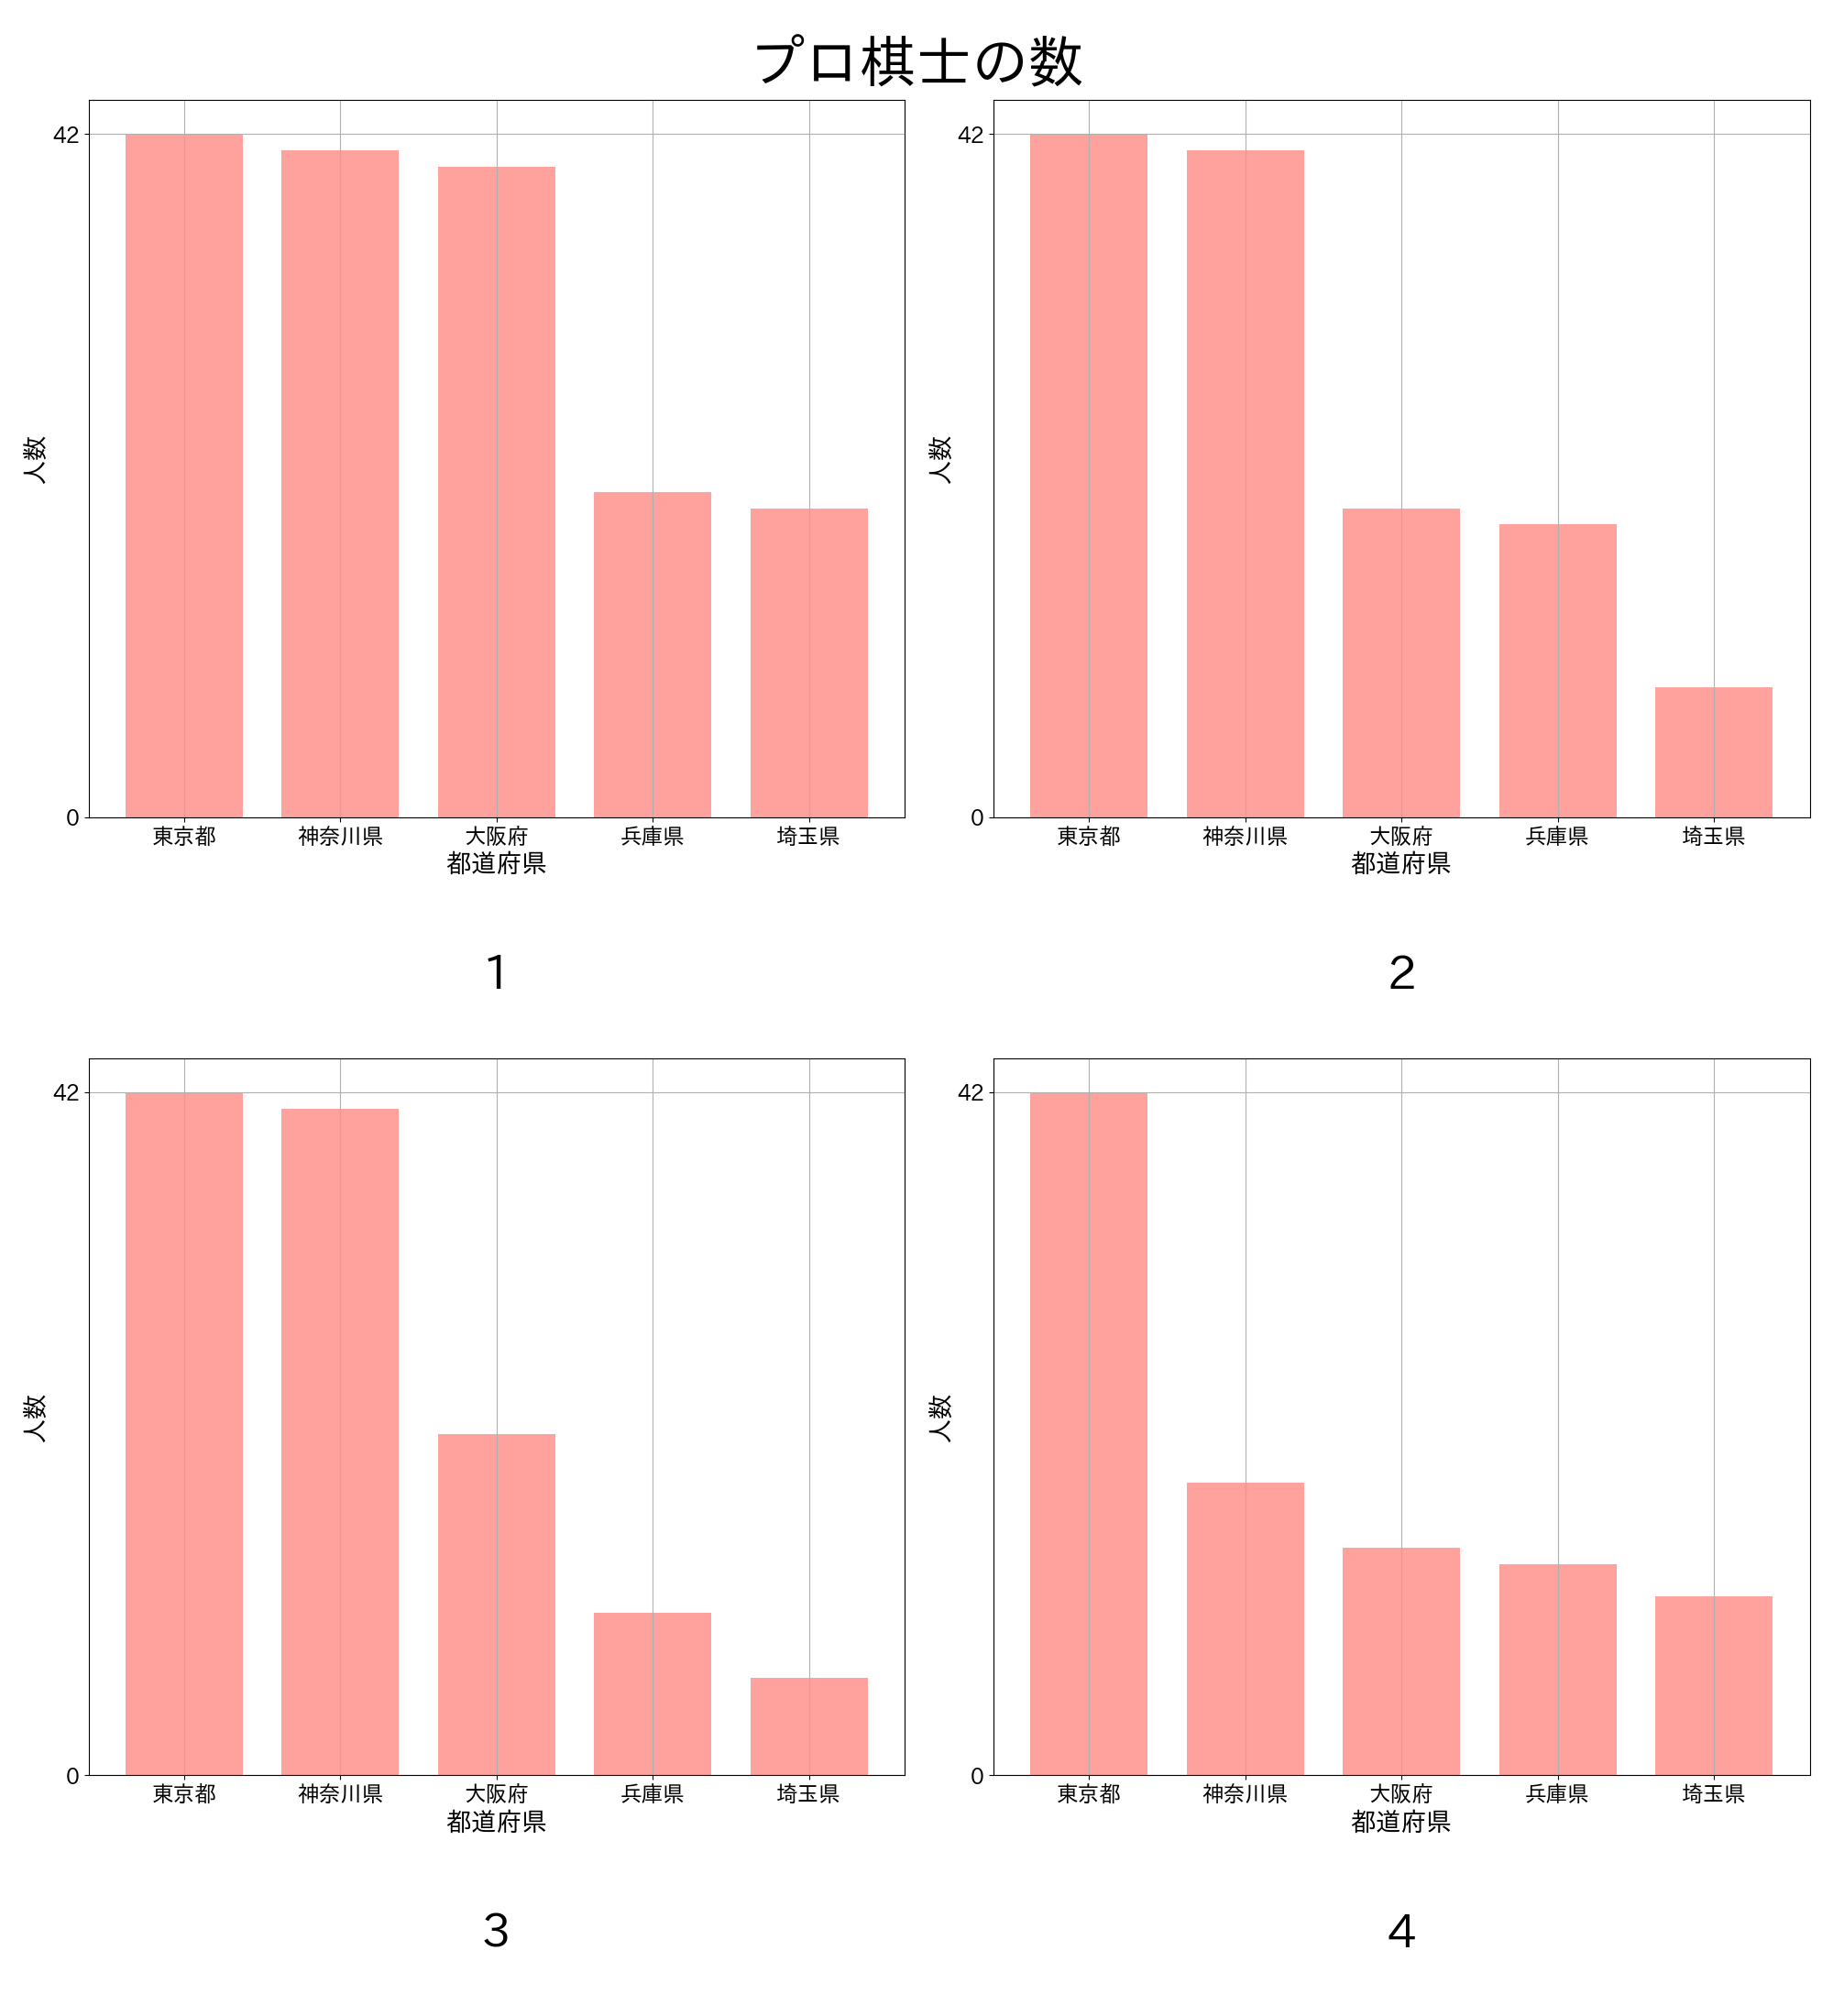 プロ棋士の数
42
0
人数
東京都 神奈川県 大阪府 兵庫県 埼玉県
都道府県
1
42
0
人数
東京都 神奈川県 大阪府 兵庫県 埼玉県
都道府県
2
42
0
人数
東京都 神奈川県 大阪府 兵庫県 埼玉県
都道府県
3
42
0
人数
東京都 神奈川県 大阪府 兵庫県 埼玉県
都道府県
4